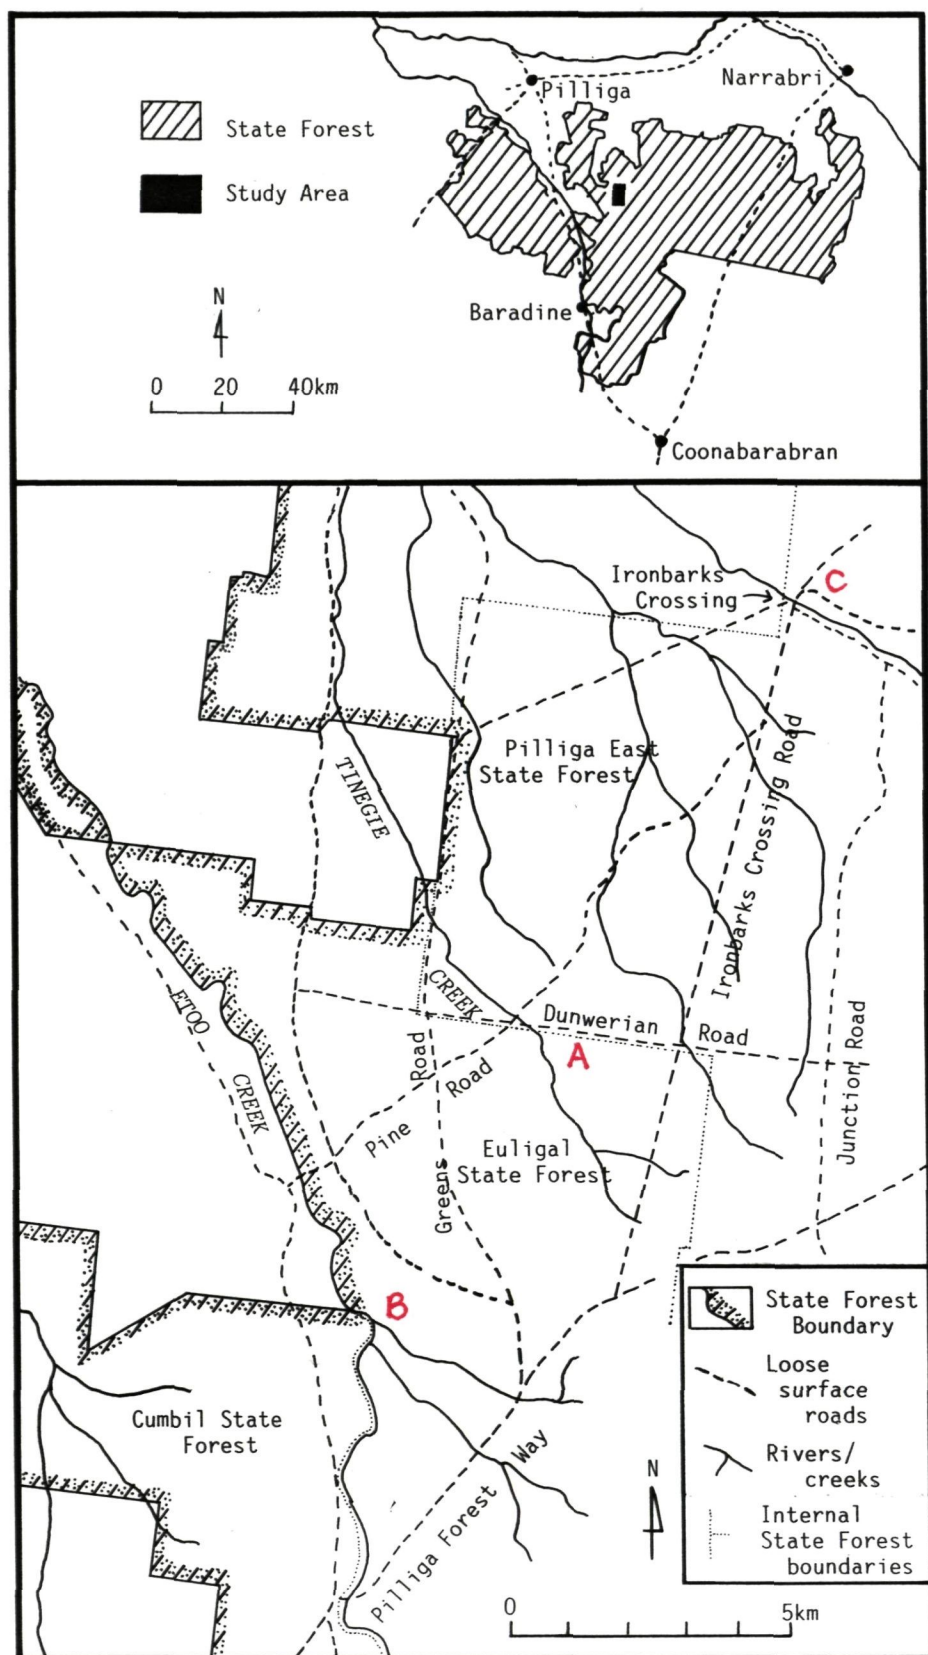 Pilliga
Narrabri
State Forest
Study Area
N
Baradine
0 20 40km
Coonabarabran
Ironbarks
Crossing
C
Pilliga East
State Forest
TINEGIE
CREEK
Ironbarks Crossing Road
ETOO
CREEK
Dunwerian Road
A
Junction Road
Pine Road
Greens Road
Euligal
State Forest
B
Cumbil State
Forest
Pilliga Forest Way
N
0 5km
State Forest
Boundary
Loose
surface
roads
Rivers/
creeks
Internal
State Forest
boundaries